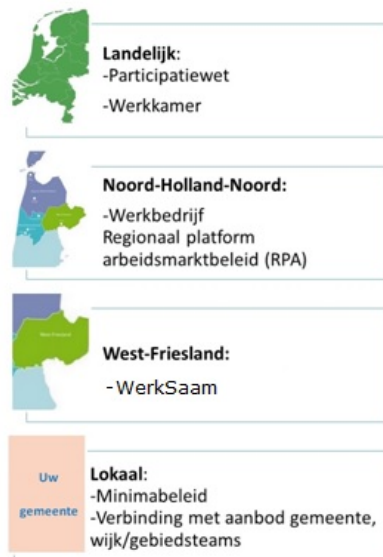 Landelijk:
-Participatiewet
-Werkkamer
Noord-Holland-Noord:
-Werkbedrijf
Regionaal platform
arbeidsmarktbeleid (RPA)
West-Friesland:
-WerkSaam
Uw
gemeente
Lokaal:
-Minimabeleid
-Verbinding met aanbod gemeente,
wijk/gebiedsteams